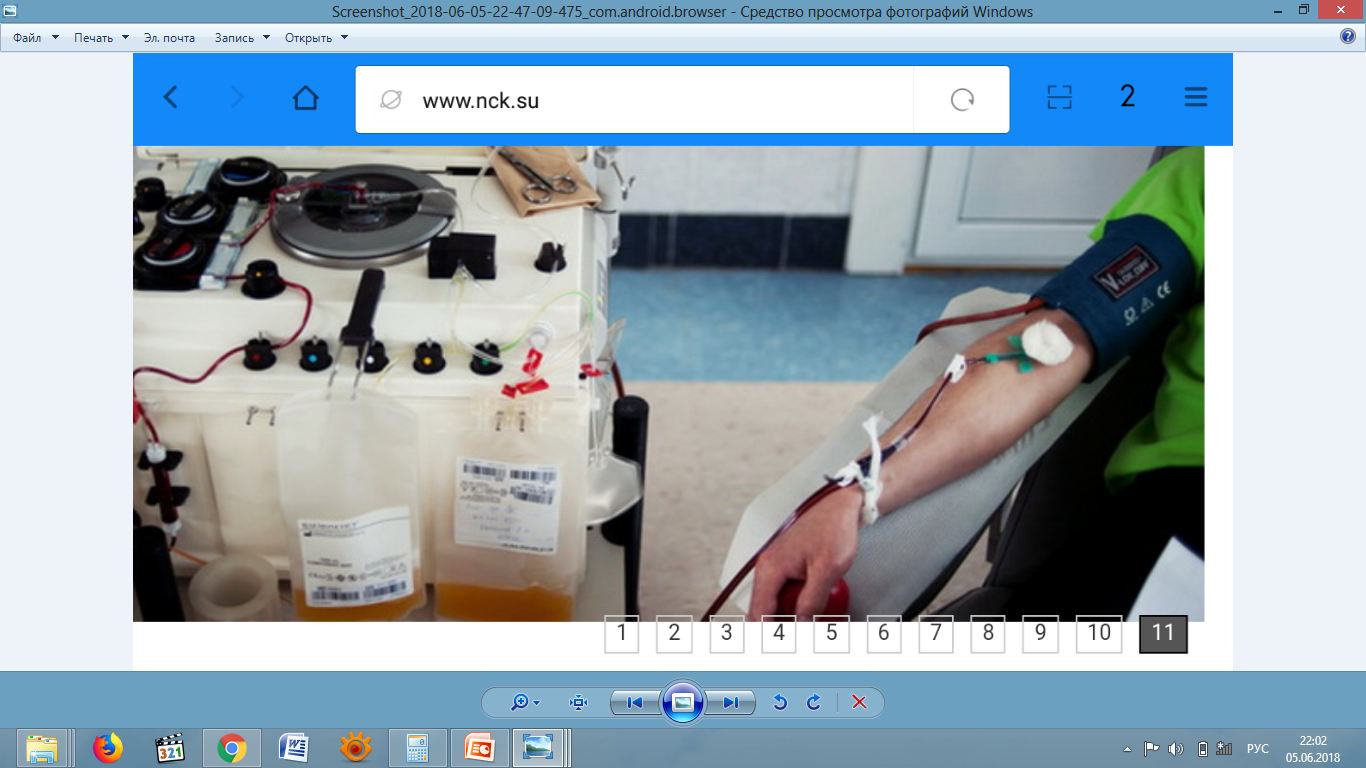 Screenshot_2018-06-05-22-47-09-475_com.android.browser - Средство просмотра фотографий Windows
Файл Печать Эл. почта Запись Открыть
www.nck.su
2
1 2 3 4 5 6 7 8 9 10 11
321
РУС
22:02
05.06.2018